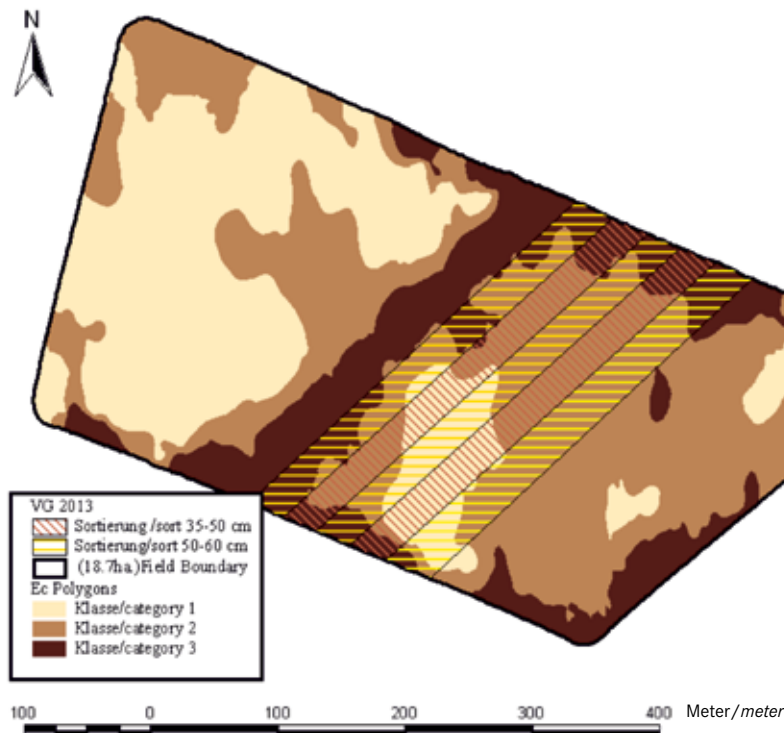 N
VG 2013
Sortierung /sort 35-50 cm
Sortierung/sort 50-60 cm
(18.7ha.)Field Boundary
Ec Polygons
Klasse/category 1
Klasse/category 2
Klasse/category 3
100 0 100 200 300 400 Meter/meter